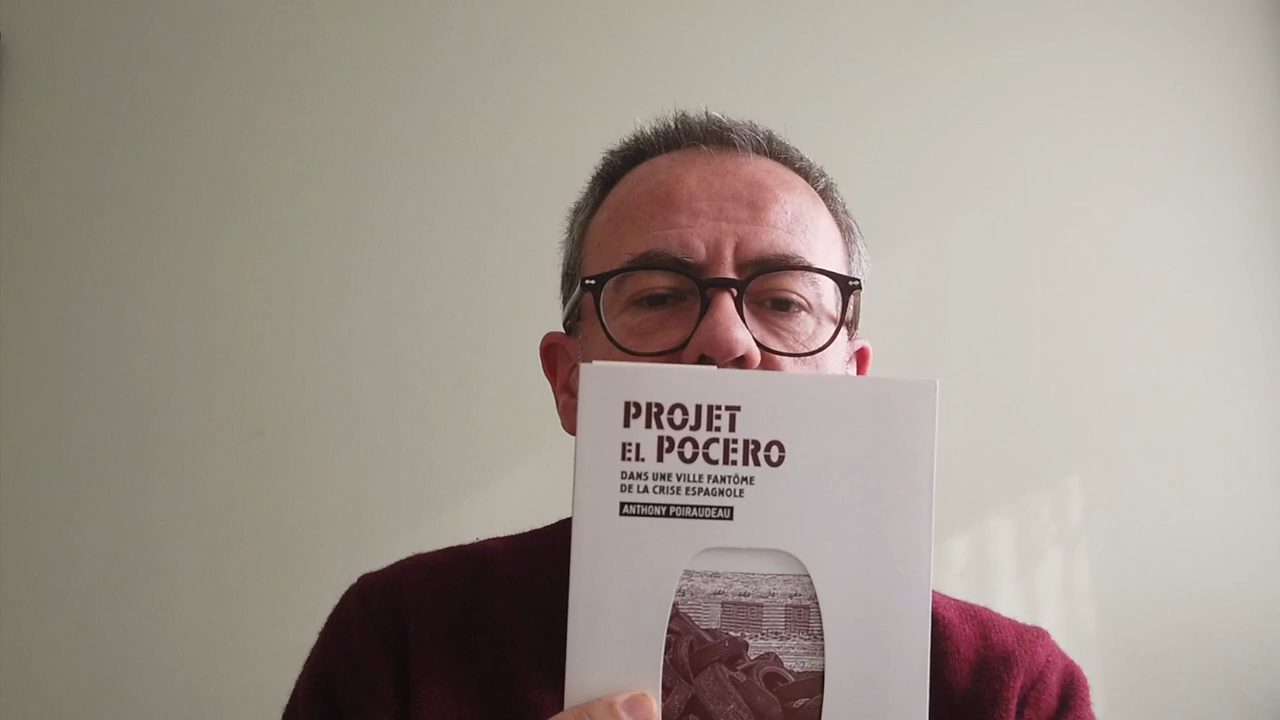 PROJET
EL POCERO
DANS UNE VILLE FANTÔME
DE LA CRISE ESPAGNOLE
ANTHONY POIRAUDEAU